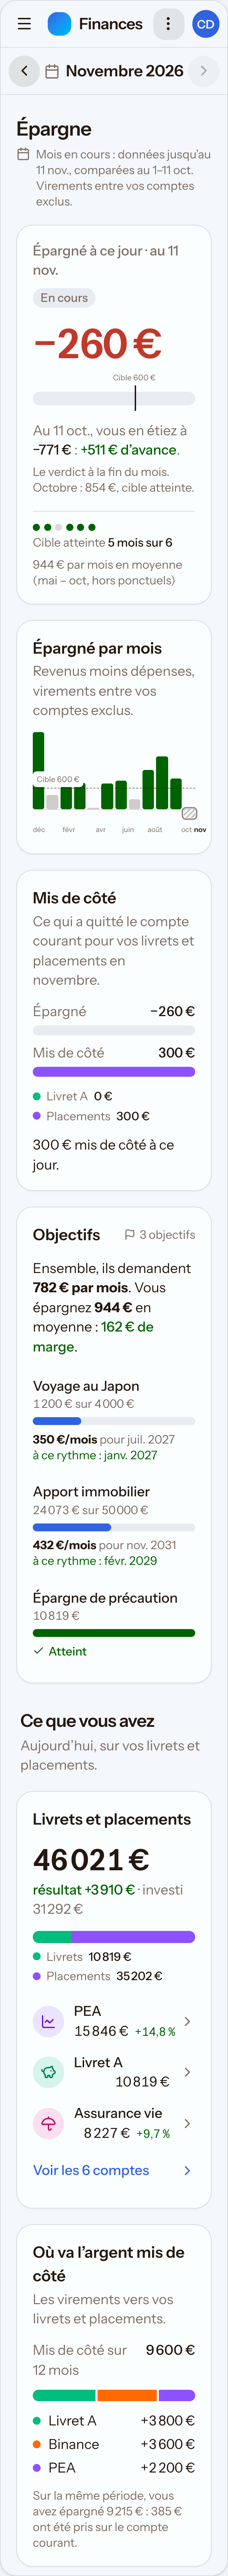 Finances
CD
Novembre 2026
Épargne
Mois en cours : données jusqu’au
11 nov., comparées au 1–11 oct.
Virements entre vos comptes
exclus.
Épargné à ce jour · au 11
nov.
En cours
−260 €
Cible 600 €
Au 11 oct., vous en étiez à
−771 € : +511 € d’avance.
Le verdict à la fin du mois.
Octobre : 854 €, cible atteinte.
Cible atteinte 5 mois sur 6
944 € par mois en moyenne
(mai – oct, hors ponctuels)
Épargné par mois
Revenus moins dépenses,
virements entre vos
comptes exclus.
Cible 600 €
déc févr avr juin août oct nov
Mis de côté
Ce qui a quitté le compte
courant pour vos livrets et
placements en
novembre.
Épargné −260 €
Mis de côté 300 €
Livret A 0 €
Placements 300 €
300 € mis de côté à ce
jour.
Objectifs 3 objectifs
Ensemble, ils demandent
782 € par mois. Vous
épargnez 944 € en
moyenne : 162 € de
marge.
Voyage au Japon
1 200 € sur 4 000 €
350 €/mois pour juil. 2027
à ce rythme : janv. 2027
Apport immobilier
24 073 € sur 50 000 €
432 €/mois pour nov. 2031
à ce rythme : févr. 2029
Épargne de précaution
10 819 €
Atteint
Ce que vous avez
Aujourd’hui, sur vos livrets et
placements.
Livrets et placements
46 021 €
résultat +3 910 € · investi
31 292 €
Livrets 10 819 €
Placements 35 202 €
PEA
15 846 € +14,8 %
Livret A
10 819 €
Assurance vie
8 227 € +9,7 %
Voir les 6 comptes
Où va l’argent mis de
côté
Les virements vers vos
livrets et placements.
Mis de côté sur 9 600 €
12 mois
Livret A +3 800 €
Binance +3 600 €
PEA +2 200 €
Sur la même période, vous
avez épargné 9 215 € : 385 €
ont été pris sur le compte
courant.